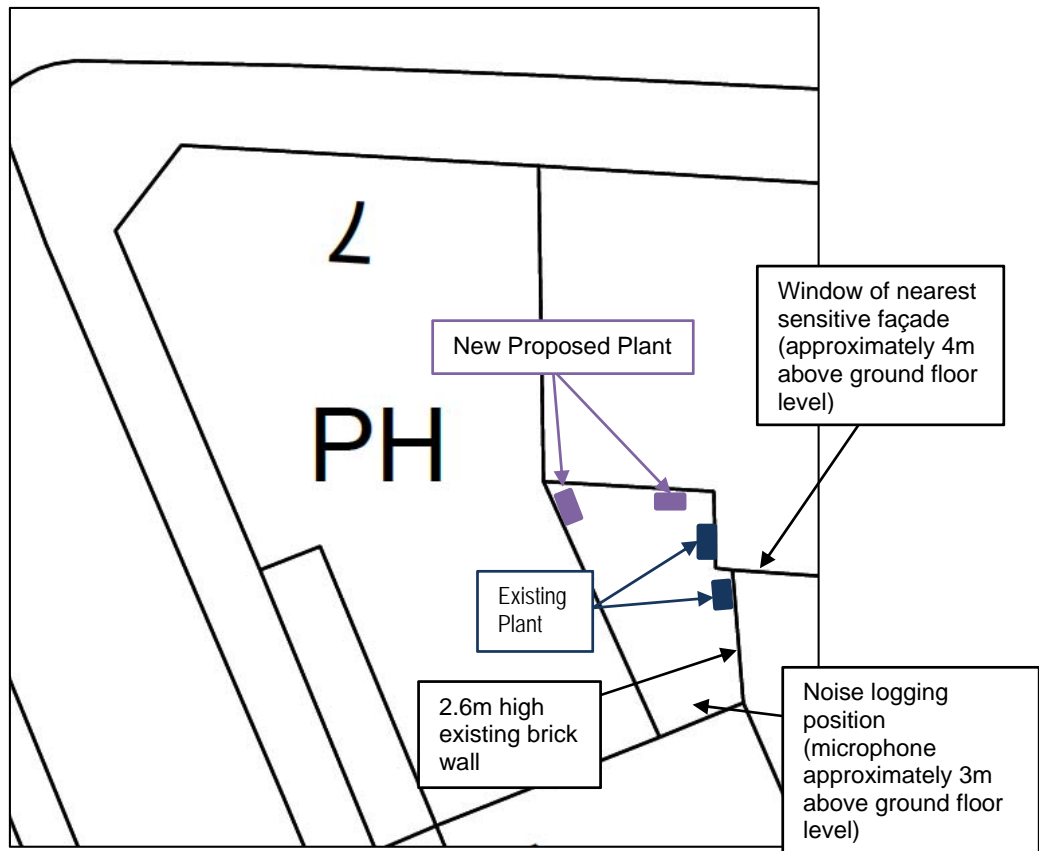 7
New Proposed Plant
Window of nearest
sensitive façade
(approximately 4m
above ground floor
level)
PH
Existing
Plant
2.6m high
existing brick
wall
Noise logging
position
(microphone
approximately 3m
above ground floor
level)